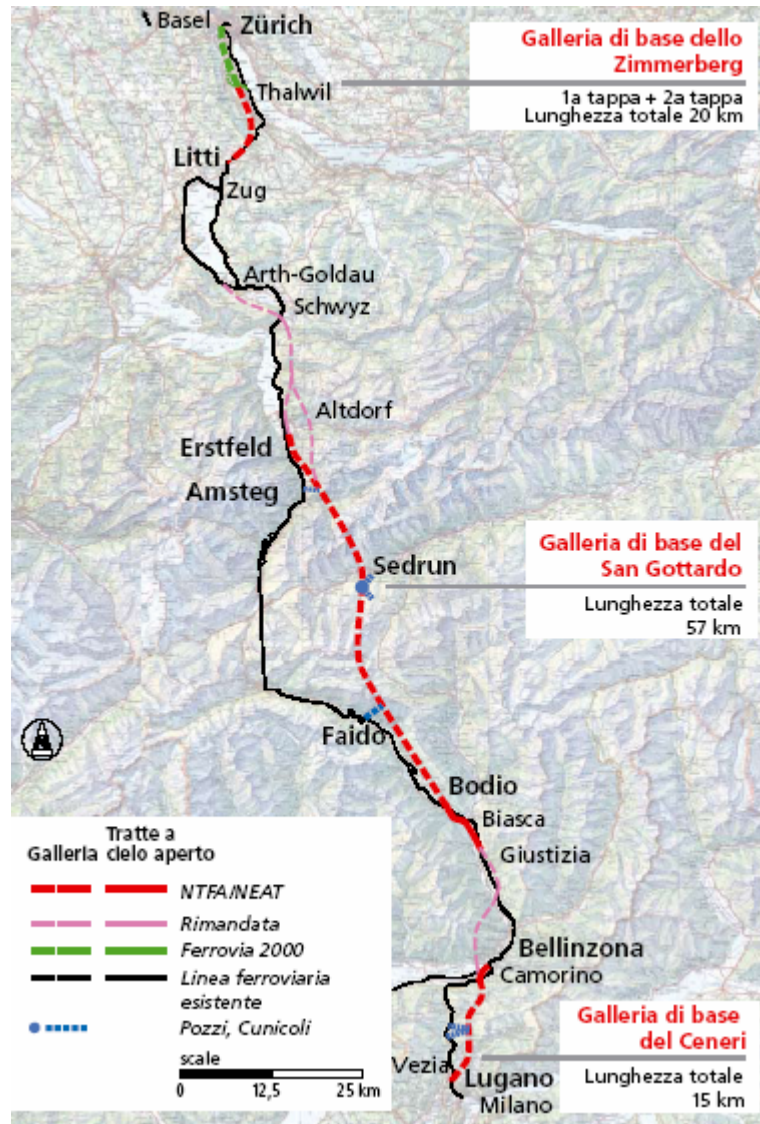 Basel
Zürich
Galleria di base dello
Zimmerberg
1a tappa + 2a tappa
Lunghezza totale 20 km
Thalwil
Litti
Zug
Arth-Goldau
Schwyz
Altdorf
Erstfeld
Amsteg
Sedrun
Galleria di base del
San Gottardo
Lunghezza totale
57 km
Faido
Bodio
Biasca
Giustizia
Bellinzona
Camorino
Galleria di base
del Ceneri
Lunghezza totale
15 km
Vezia
Lugano
Milano
Galleria
Tratte a
cielo aperto
NTFA/NEAT
Rimandata
Ferrovia 2000
Linea ferroviaria
esistente
Pozzi, Cunicoli
scale
0 12,5 25 km